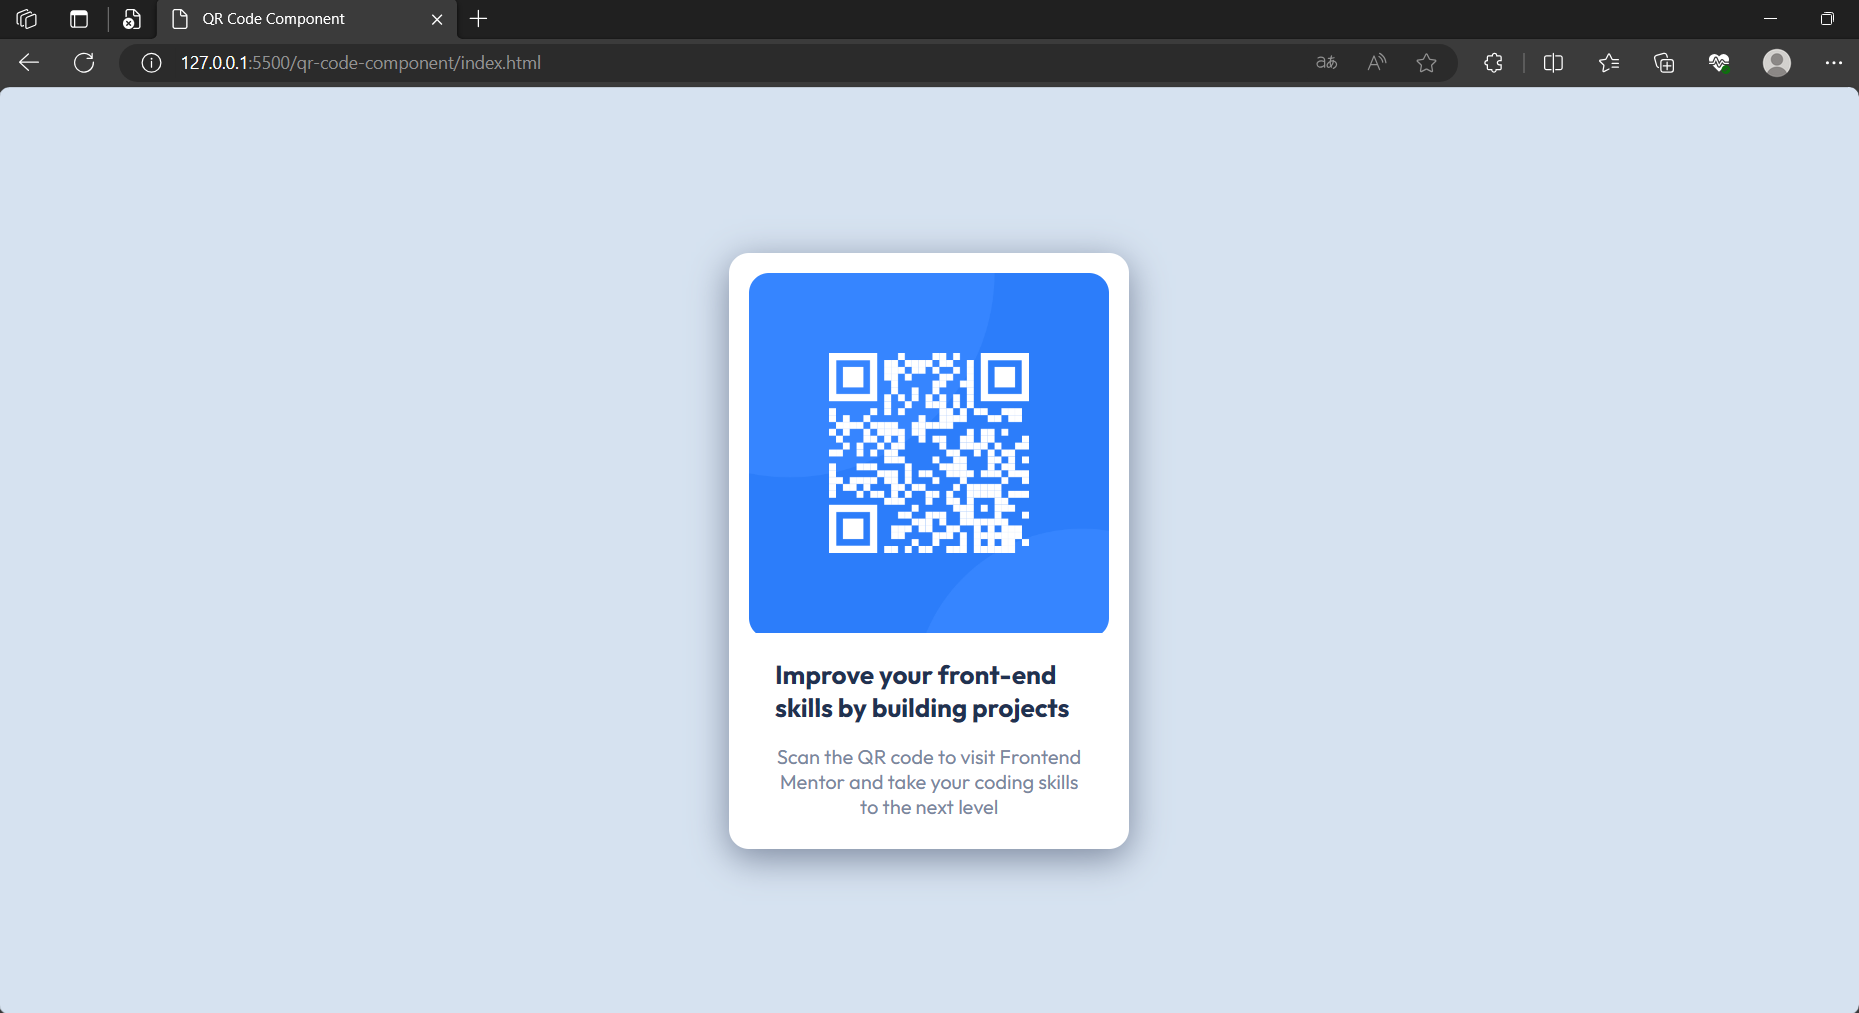 QR Code Component
127.0.0.1:5500/qr-code-component/index.html
Improve your front-end
skills by building projects
Scan the QR code to visit Frontend
Mentor and take your coding skills
to the next level